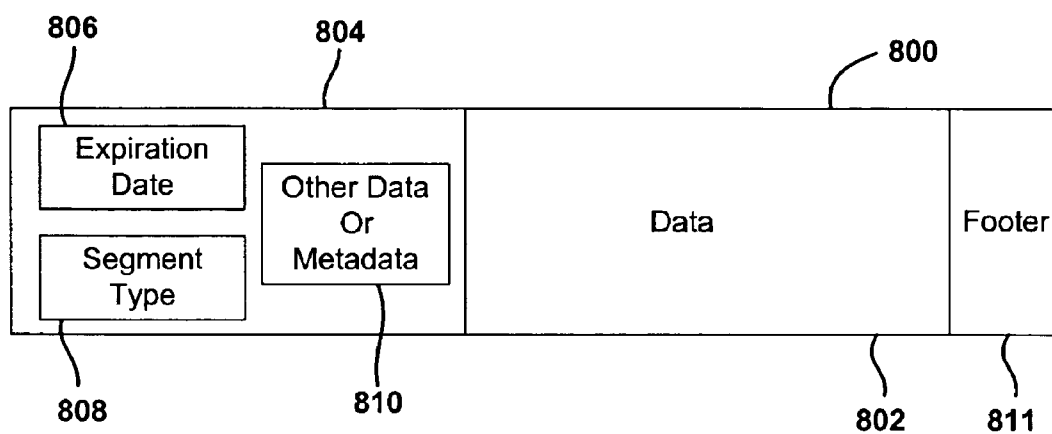 806
804
800
Expiration
Date
Other Data
Or
Metadata
Segment
Type
Data
Footer
808
810
802
811